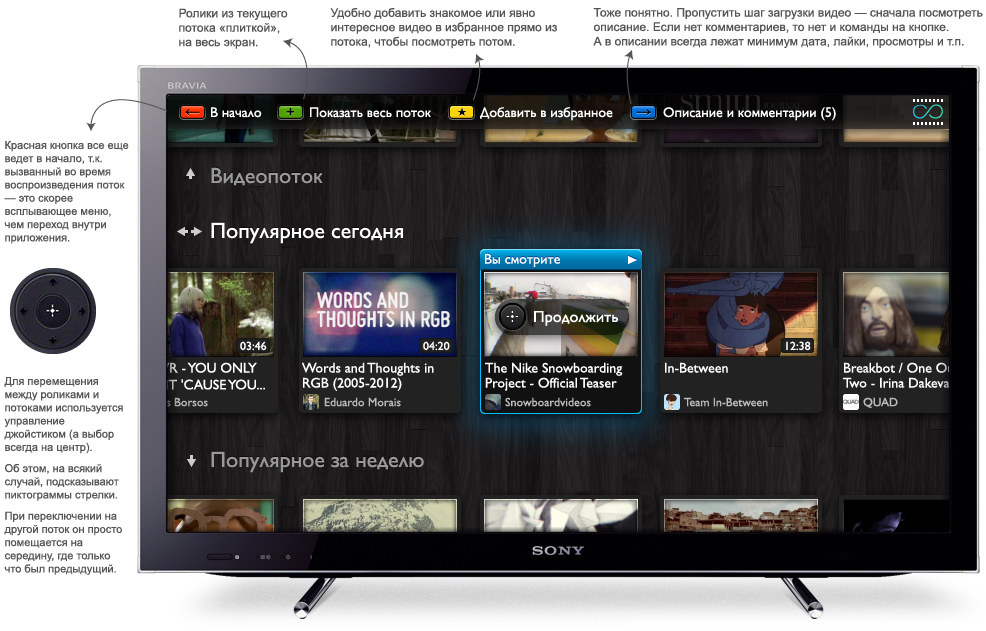 Ролики из текущего
потока «плиткой»,
на весь экран.
Удобно добавить знакомое или явно
интересное видео в избранное прямо из
потока, чтобы посмотреть потом.
Тоже понятно. Пропустить шаг загрузки видео — сначала посмотреть
описание. Если нет комментариев, то нет и команды на кнопке.
А в описании всегда лежат минимум дата, лайки, просмотры и т.п.
BRAVIA
В начало
Показать весь поток
Добавить в избранное
Описание и комментарии (5)
Красная кнопка все еще
ведет в начало, т.к.
вызванный во время
воспроизведения поток
— это скорее
всплывающее меню,
чем переход внутри
приложения.
Видеопоток
Популярное сегодня
Вы смотрите
WORDS AND
THOUGHTS IN RGB
Продолжить
03:46
04:20
12:38
R - YOU ONLY
T 'CAUSE YOU...
s Borsos
Words and Thoughts in
RGB (2005-2012)
Eduardo Morais
The Nike Snowboarding
Project - Official Teaser
Snowboardvideos
In-Between
Team In-Between
Breakbot / One O
Two - Irina Dakeva
QUAD
QUAD
Для перемещения
между роликами и
потоками используется
управление
джойстиком (а выбор
всегда на центр).
Об этом, на всякий
случай, подсказывают
пиктограммы стрелки.
При переключении на
другой поток он просто
помещается на
середину, где только
что был предыдущий.
Популярное за неделю
SONY